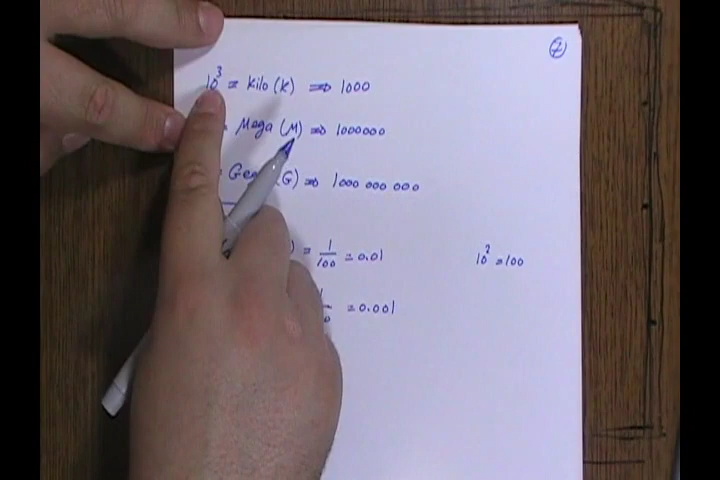 2
10³ = Kilo (K) ⇒ 1000
= Mega (M) ⇒ 1000000
(G) ⇒ 1000 000 000
) = 1/100 = 0.01
10² = 100
= 0.001